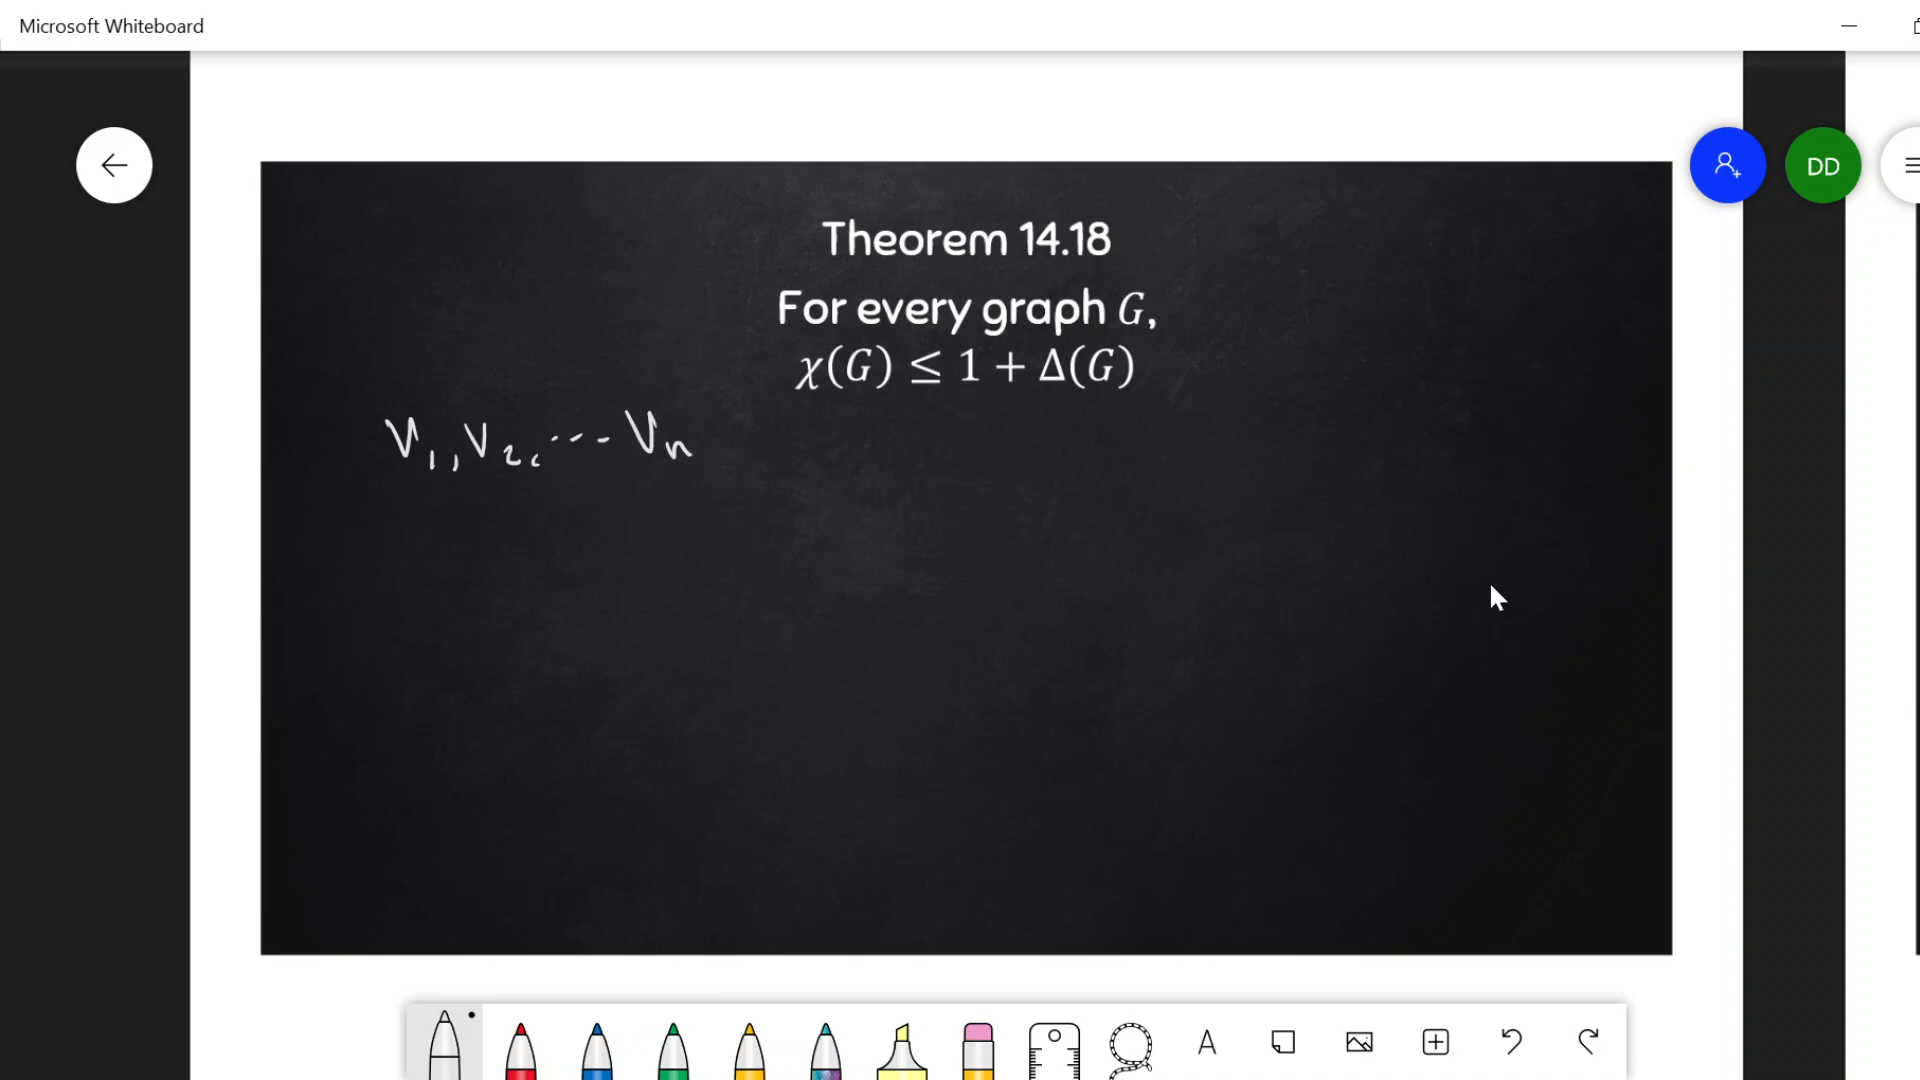 Microsoft Whiteboard
DD
Theorem 14.18
For every graph G,
χ(G) ≤ 1 + Δ(G)
V₁, V₂, ... Vₙ
A